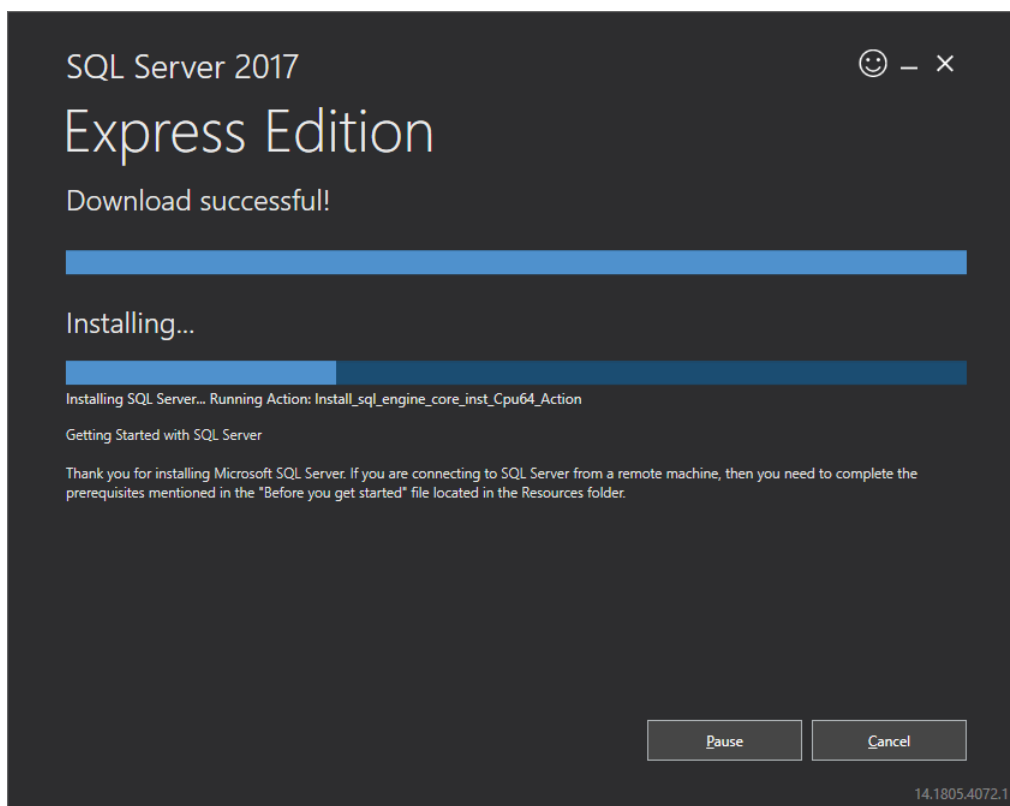 SQL Server 2017
Express Edition
Download successful!
Installing...
Installing SQL Server... Running Action: Install_sql_engine_core_inst_Cpu64_Action
Getting Started with SQL Server
Thank you for installing Microsoft SQL Server. If you are connecting to SQL Server from a remote machine, then you need to complete the
prerequisites mentioned in the "Before you get started" file located in the Resources folder.
Pause
Cancel
14.1805.4072.1